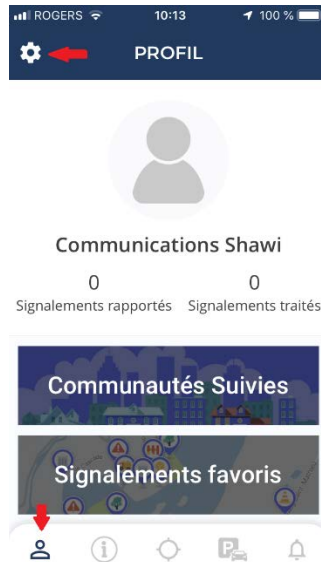 ROGERS 10:13 100 %
PROFIL
Communications Shawi
0 0
Signalements rapportés Signalements traités
Communautés Suivies
Signalements favoris